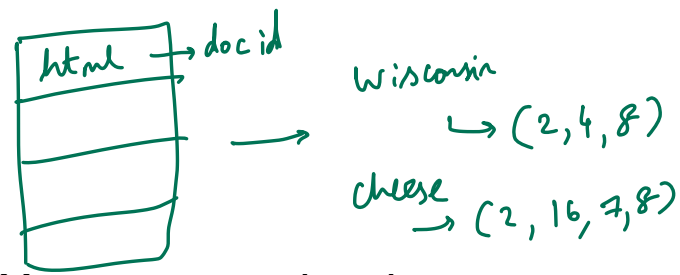 html → doc id
wisconsin
↳ (2, 4, 8)
cheese
→ (2, 16, 7, 8)